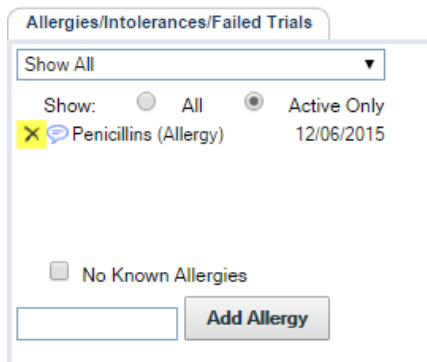 Allergies/Intolerances/Failed Trials
Show All
Show: All Active Only
Penicillins (Allergy) 12/06/2015
No Known Allergies
Add Allergy